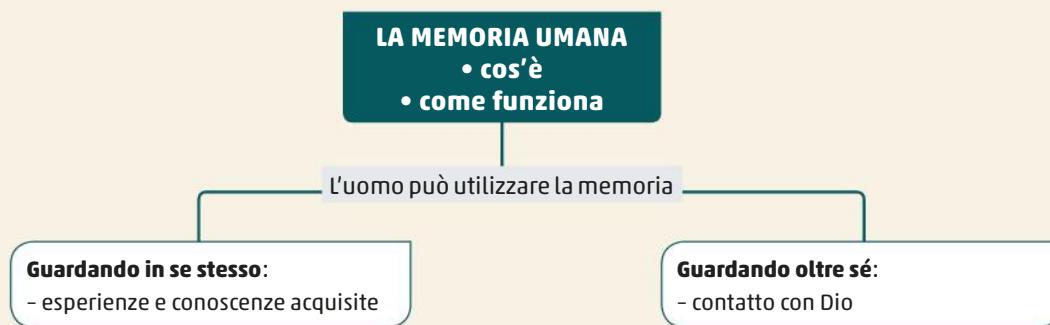 LA MEMORIA UMANA
• cos'è
• come funziona
L'uomo può utilizzare la memoria
Guardando in se stesso:
– esperienze e conoscenze acquisite
Guardando oltre sé:
– contatto con Dio